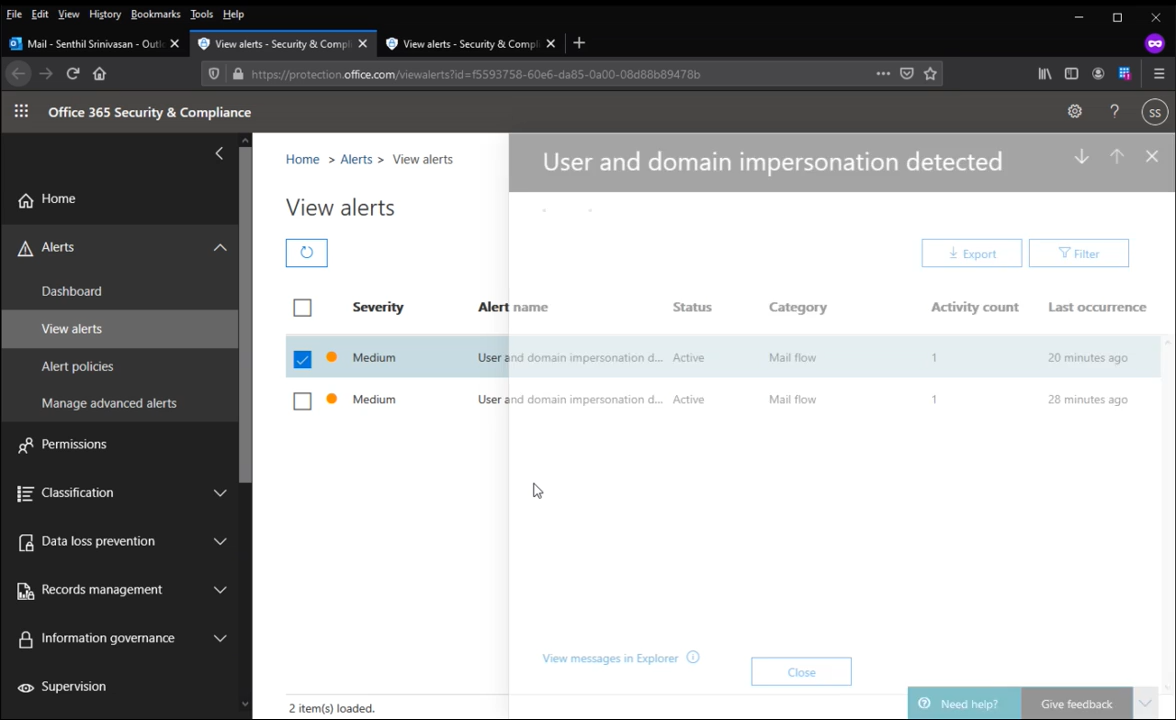 File Edit View History Bookmarks Tools Help
Mail - Senthil Srinivasan - Outlo
View alerts - Security & Compli
View alerts - Security & Compl
https://protection.office.com/viewalerts?id=f5593758-60e6-da85-0a00-08d88b89478b
Office 365 Security & Compliance
SS
Home
Alerts
Dashboard
View alerts
Alert policies
Manage advanced alerts
Permissions
Classification
Data loss prevention
Records management
Information governance
Supervision
Home > Alerts > View alerts
View alerts
User and domain impersonation detected
Export Filter
Severity Alert name Status Category Activity count Last occurrence
Medium User and domain impersonation d... Active Mail flow 1 20 minutes ago
Medium User and domain impersonation d... Active Mail flow 1 28 minutes ago
View messages in Explorer
Close
2 item(s) loaded.
Need help? Give feedback